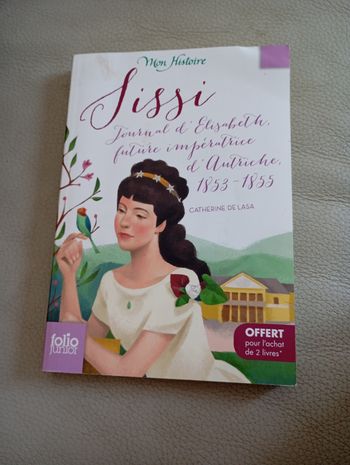 Mon Histoire
Sissi
Journal d'Elisabeth,
future impératrice
d'Autriche,
1853-1855
CATHERINE DE LASA
OFFERT
pour l'achat
de 2 livres*
folio
junior